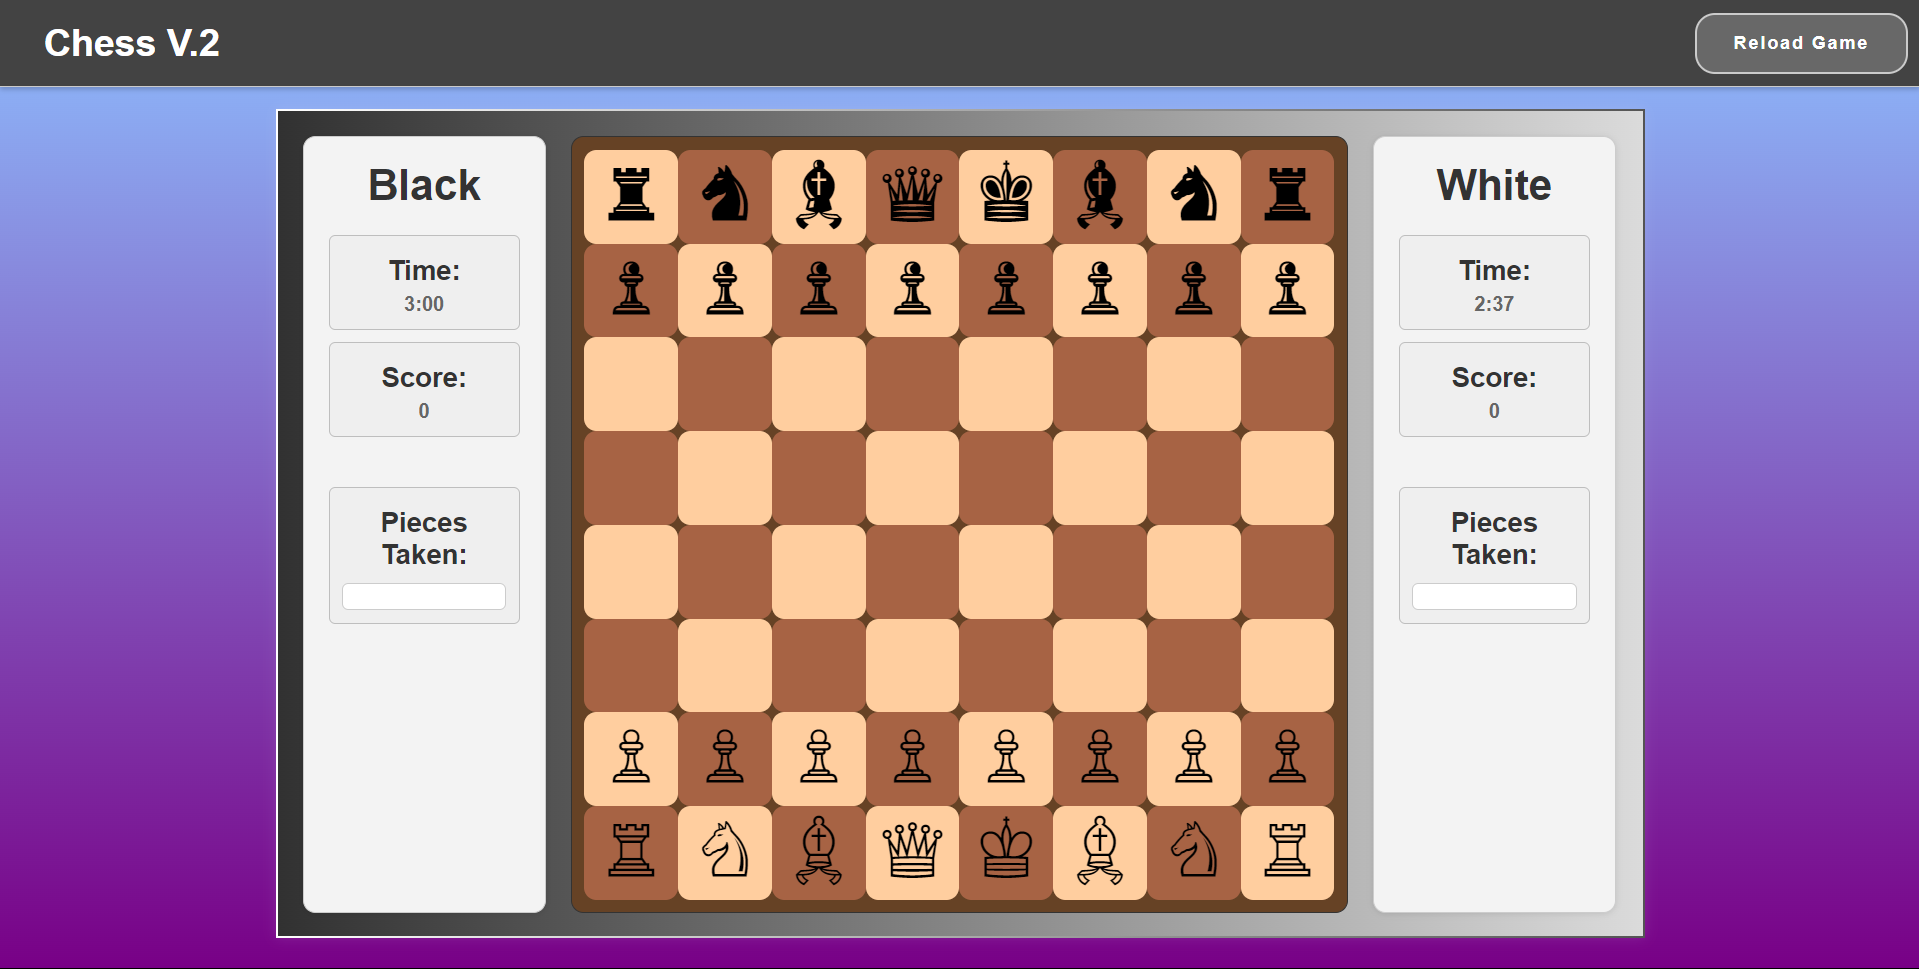 Chess V.2
Reload Game
Black
Time:
3:00
Score:
0
Pieces
Taken:
White
Time:
2:37
Score:
0
Pieces
Taken: